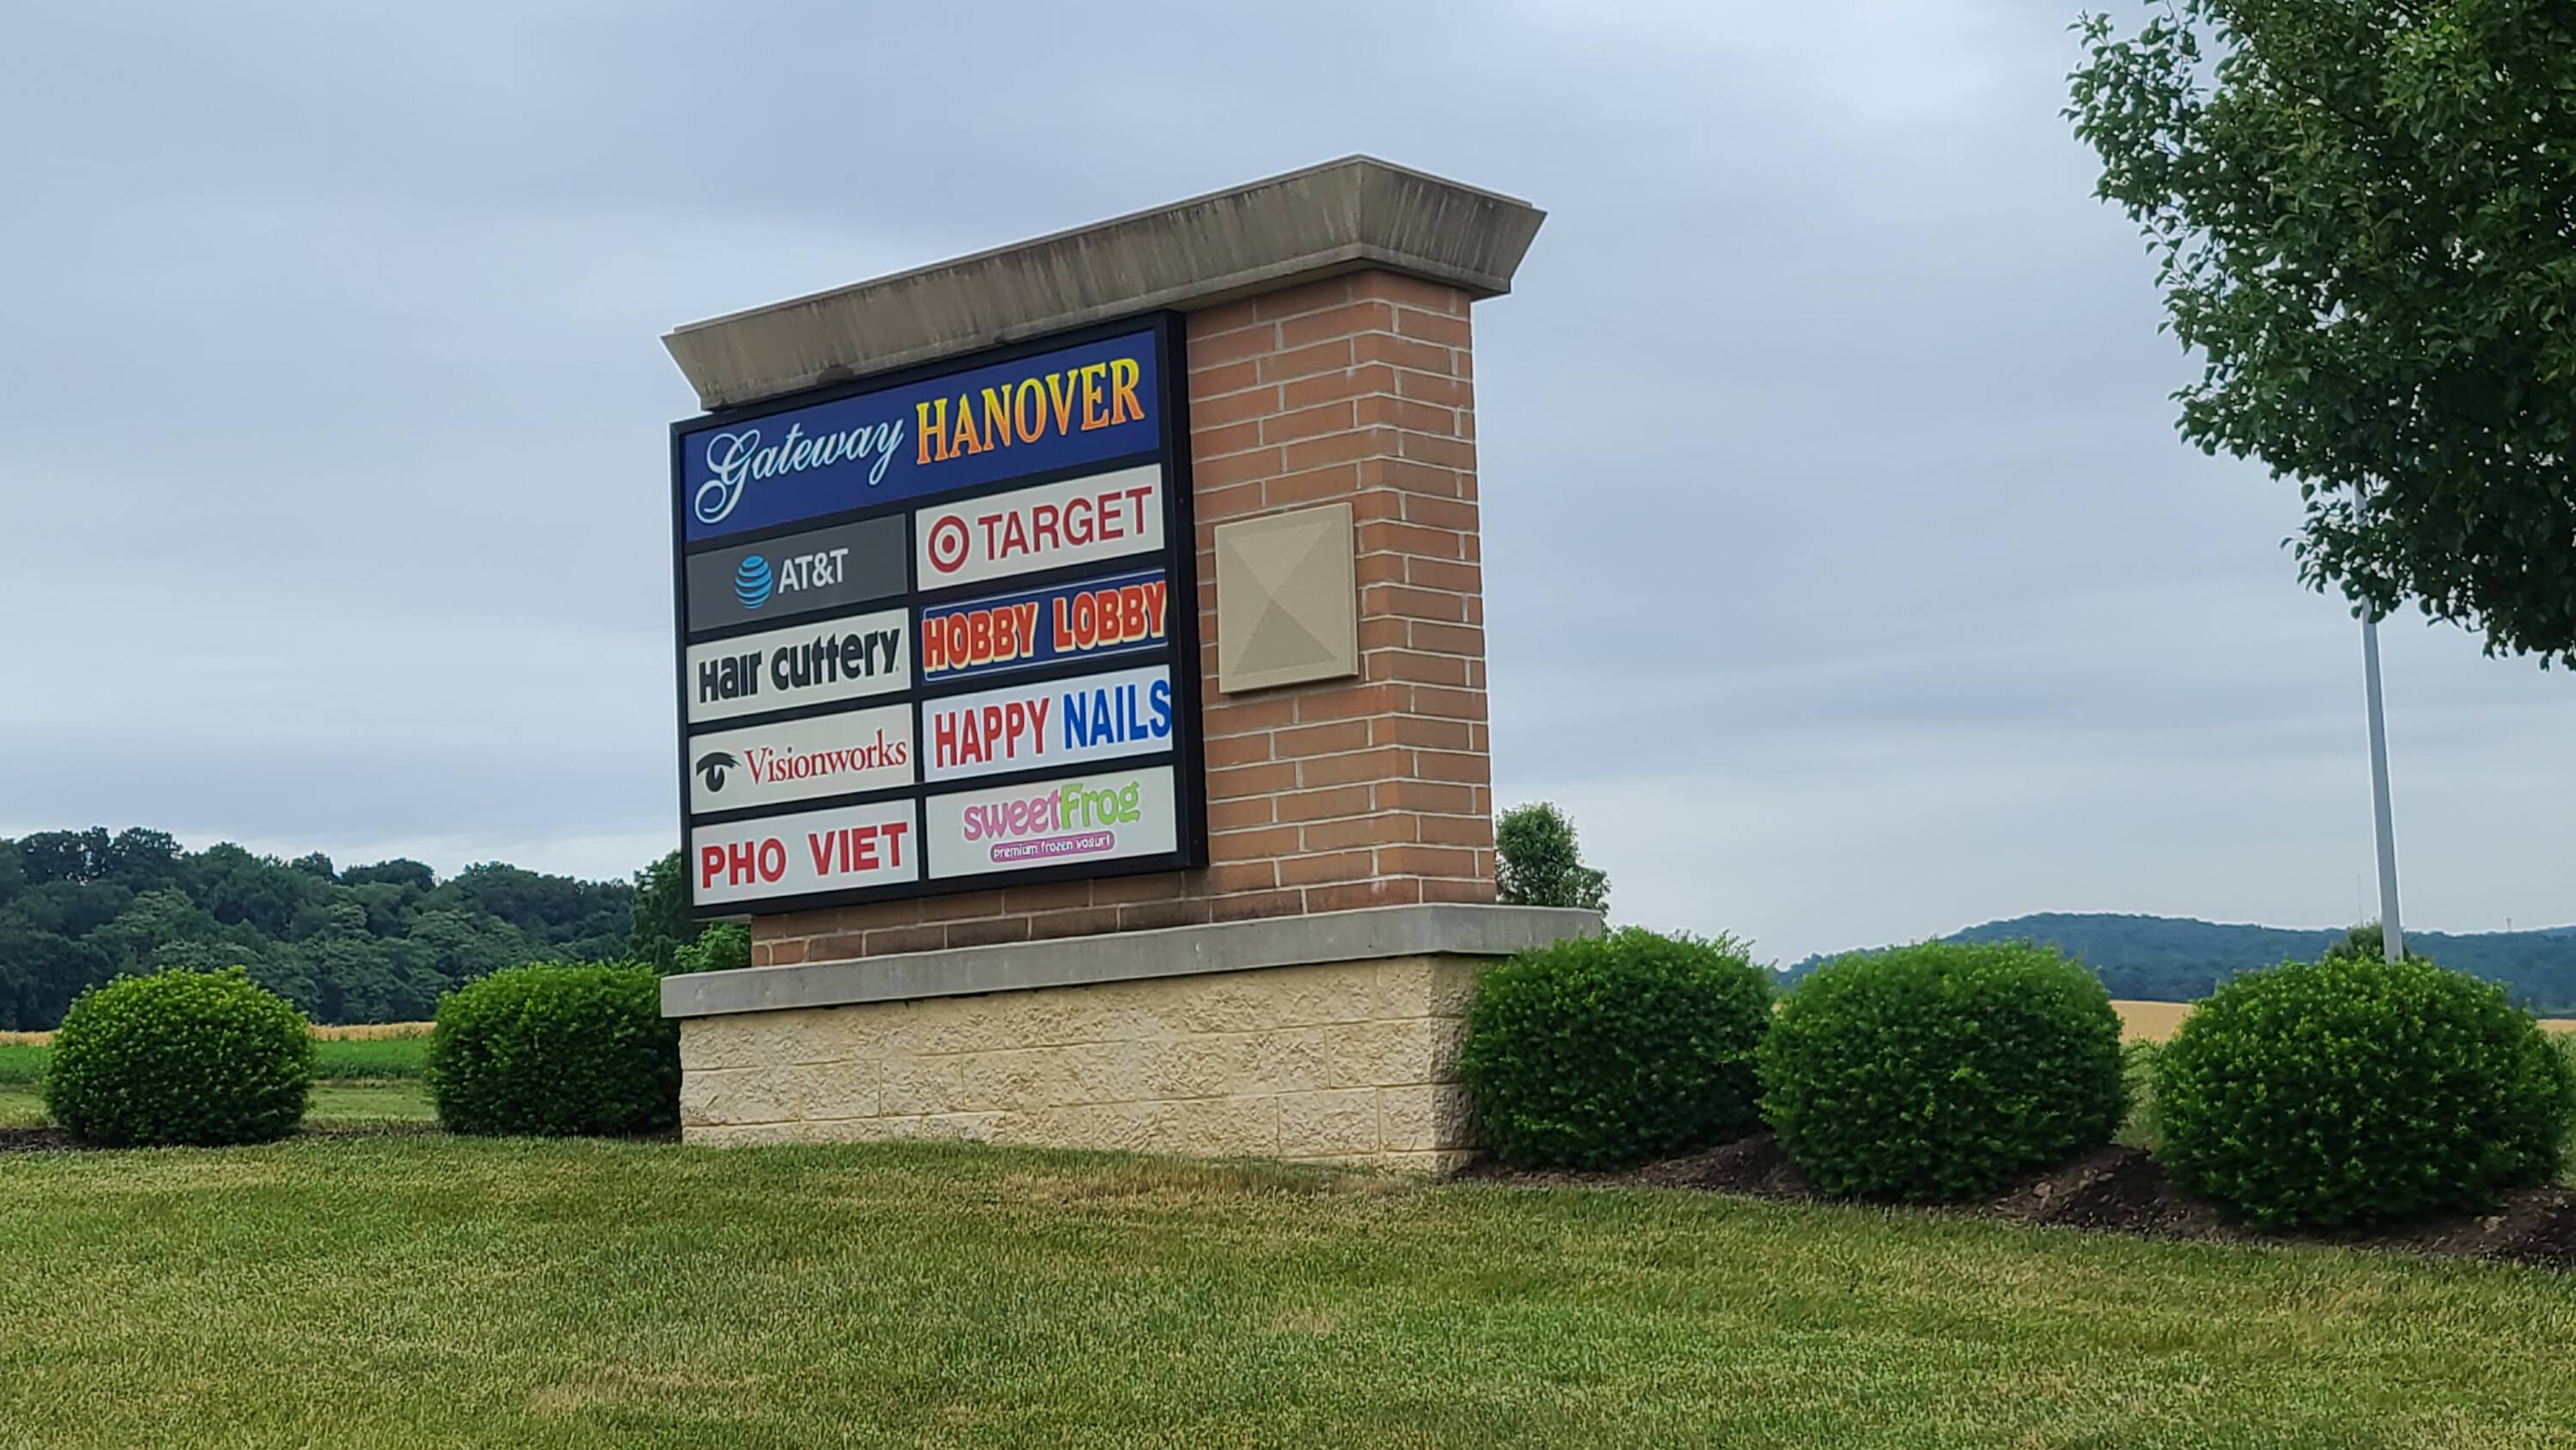 Gateway HANOVER
AT&T
TARGET
Hair Cuttery
HOBBY LOBBY
Visionworks
HAPPY NAILS
PHO VIET
sweetFrog
premium frozen yogurt